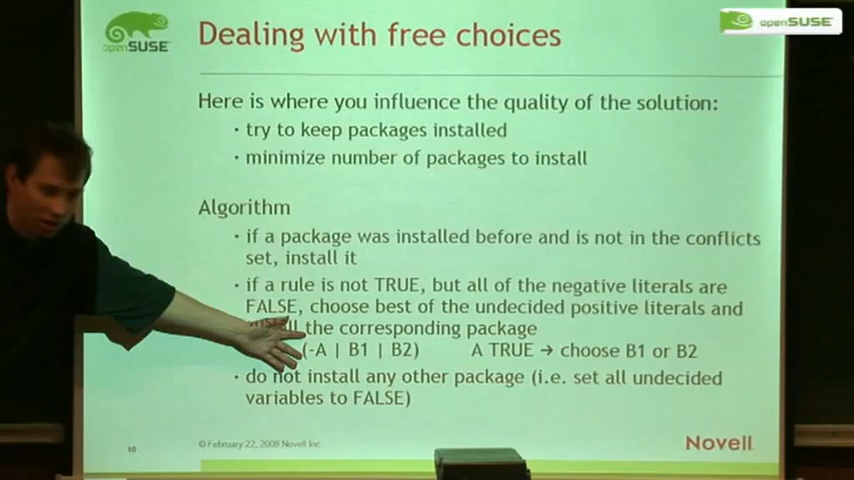 openSUSE
Dealing with free choices
openSUSE
Here is where you influence the quality of the solution:
· try to keep packages installed
· minimize number of packages to install
Algorithm
· if a package was installed before and is not in the conflicts
set, install it
· if a rule is not TRUE, but all of the negative literals are
FALSE, choose best of the undecided positive literals and
the corresponding package
(-A | B1 | B2) A TRUE → choose B1 or B2
· do not install any other package (i.e. set all undecided
variables to FALSE)
10
© February 22, 2008 Novell Inc.
Novell